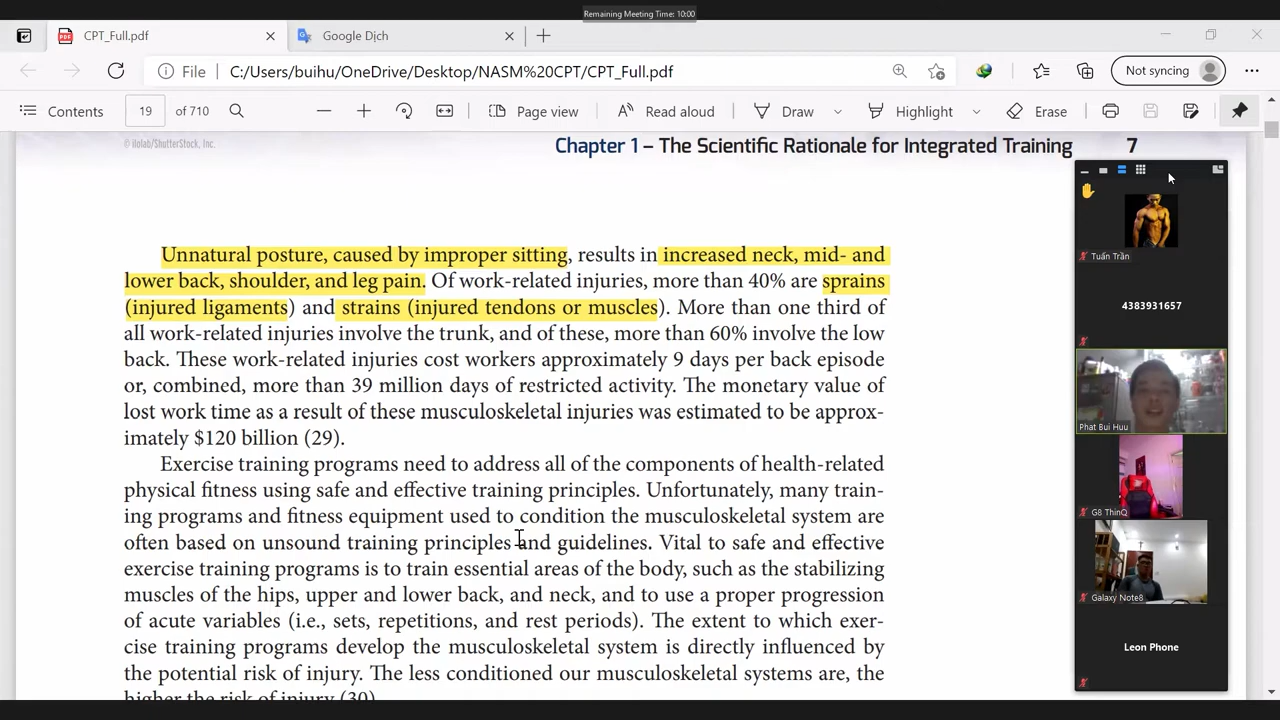 Remaining Meeting Time: 10:00
CPT_Full.pdf
Google Dịch
File
C:/Users/buihu/OneDrive/Desktop/NASM%20CPT/CPT_Full.pdf
Not syncing
Contents
19
of 710
Page view
Read aloud
Draw
Highlight
Erase
© ilolab/ShutterStock, Inc.
Chapter 1 – The Scientific Rationale for Integrated Training 7
Unnatural posture, caused by improper sitting, results in increased neck, mid- and
lower back, shoulder, and leg pain. Of work-related injuries, more than 40% are sprains
(injured ligaments) and strains (injured tendons or muscles). More than one third of
all work-related injuries involve the trunk, and of these, more than 60% involve the low
back. These work-related injuries cost workers approximately 9 days per back episode
or, combined, more than 39 million days of restricted activity. The monetary value of
lost work time as a result of these musculoskeletal injuries was estimated to be approx-
imately $120 billion (29).
Exercise training programs need to address all of the components of health-related
physical fitness using safe and effective training principles. Unfortunately, many train-
ing programs and fitness equipment used to condition the musculoskeletal system are
often based on unsound training principles and guidelines. Vital to safe and effective
exercise training programs is to train essential areas of the body, such as the stabilizing
muscles of the hips, upper and lower back, and neck, and to use a proper progression
of acute variables (i.e., sets, repetitions, and rest periods). The extent to which exer-
cise training programs develop the musculoskeletal system is directly influenced by
the potential risk of injury. The less conditioned our musculoskeletal systems are, the
higher the risk of injury (30)
Tuấn Trần
4383931657
Phat Bui Huu
G8 ThinQ
Galaxy Note8
Leon Phone